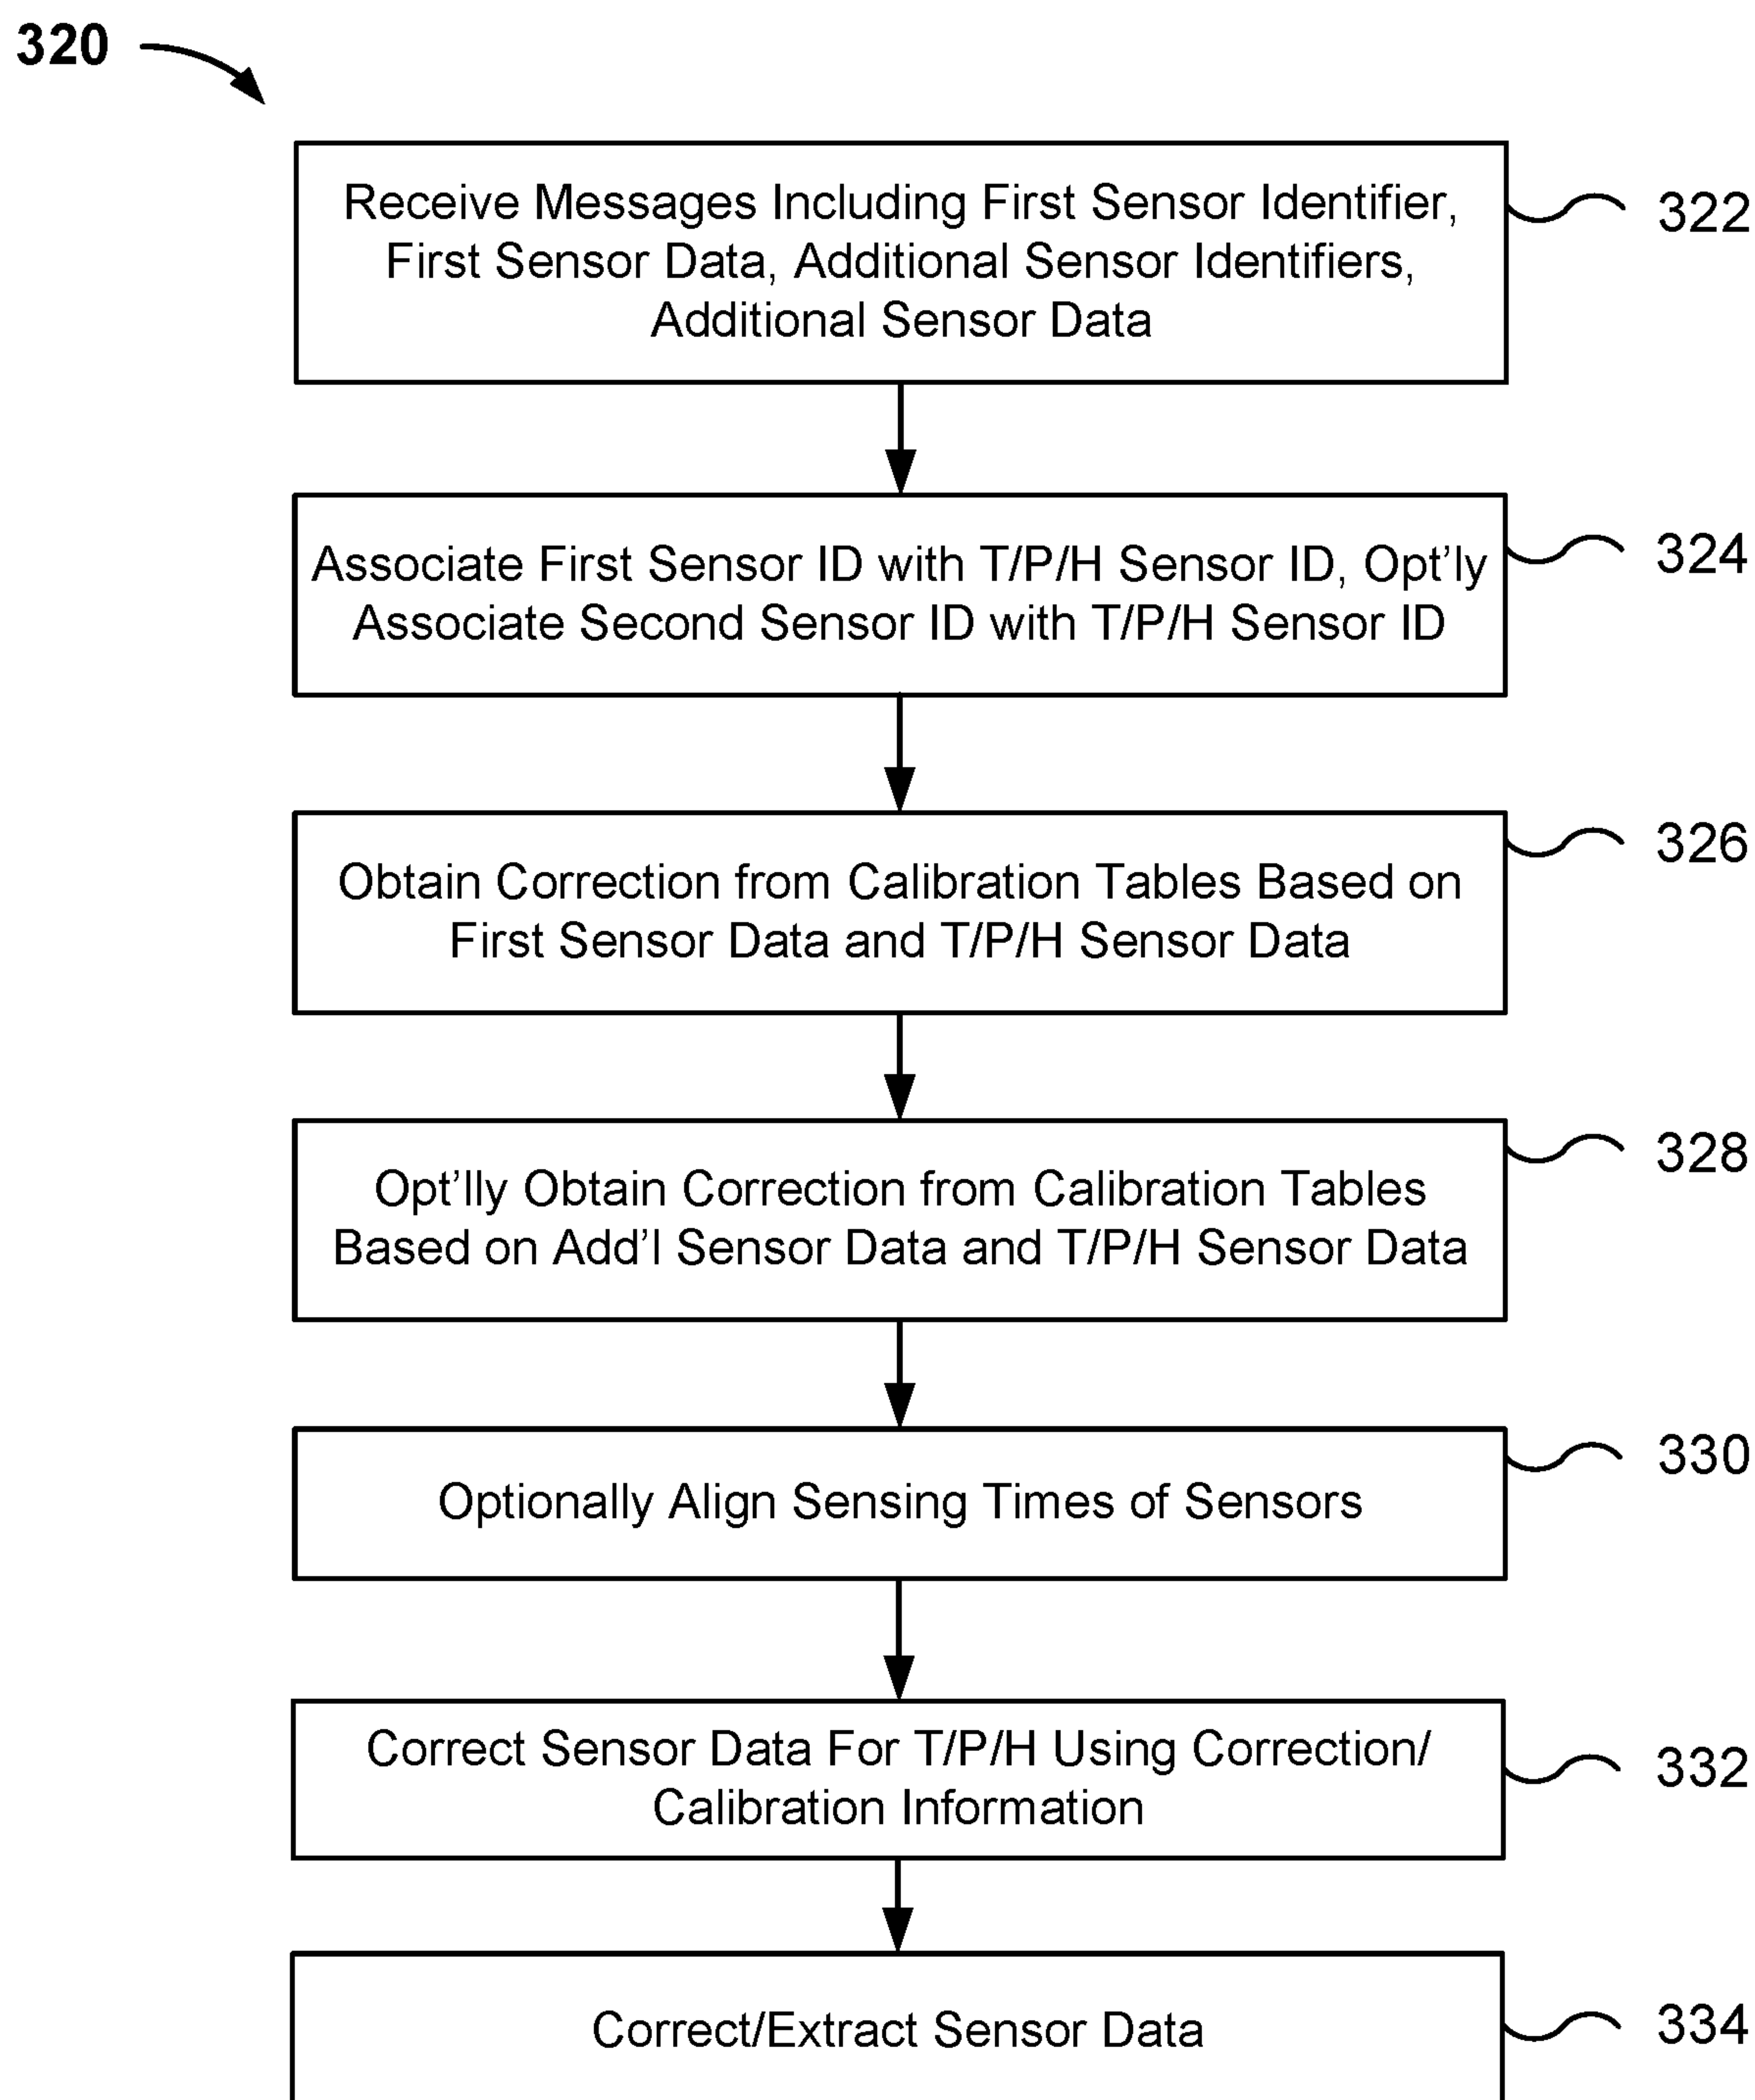 320
Receive Messages Including First Sensor Identifier,
First Sensor Data, Additional Sensor Identifiers,
Additional Sensor Data
322
Associate First Sensor ID with T/P/H Sensor ID, Opt’ly
Associate Second Sensor ID with T/P/H Sensor ID
324
Obtain Correction from Calibration Tables Based on
First Sensor Data and T/P/H Sensor Data
326
Opt’lly Obtain Correction from Calibration Tables
Based on Add’l Sensor Data and T/P/H Sensor Data
328
Optionally Align Sensing Times of Sensors
330
Correct Sensor Data For T/P/H Using Correction/
Calibration Information
332
Correct/Extract Sensor Data
334